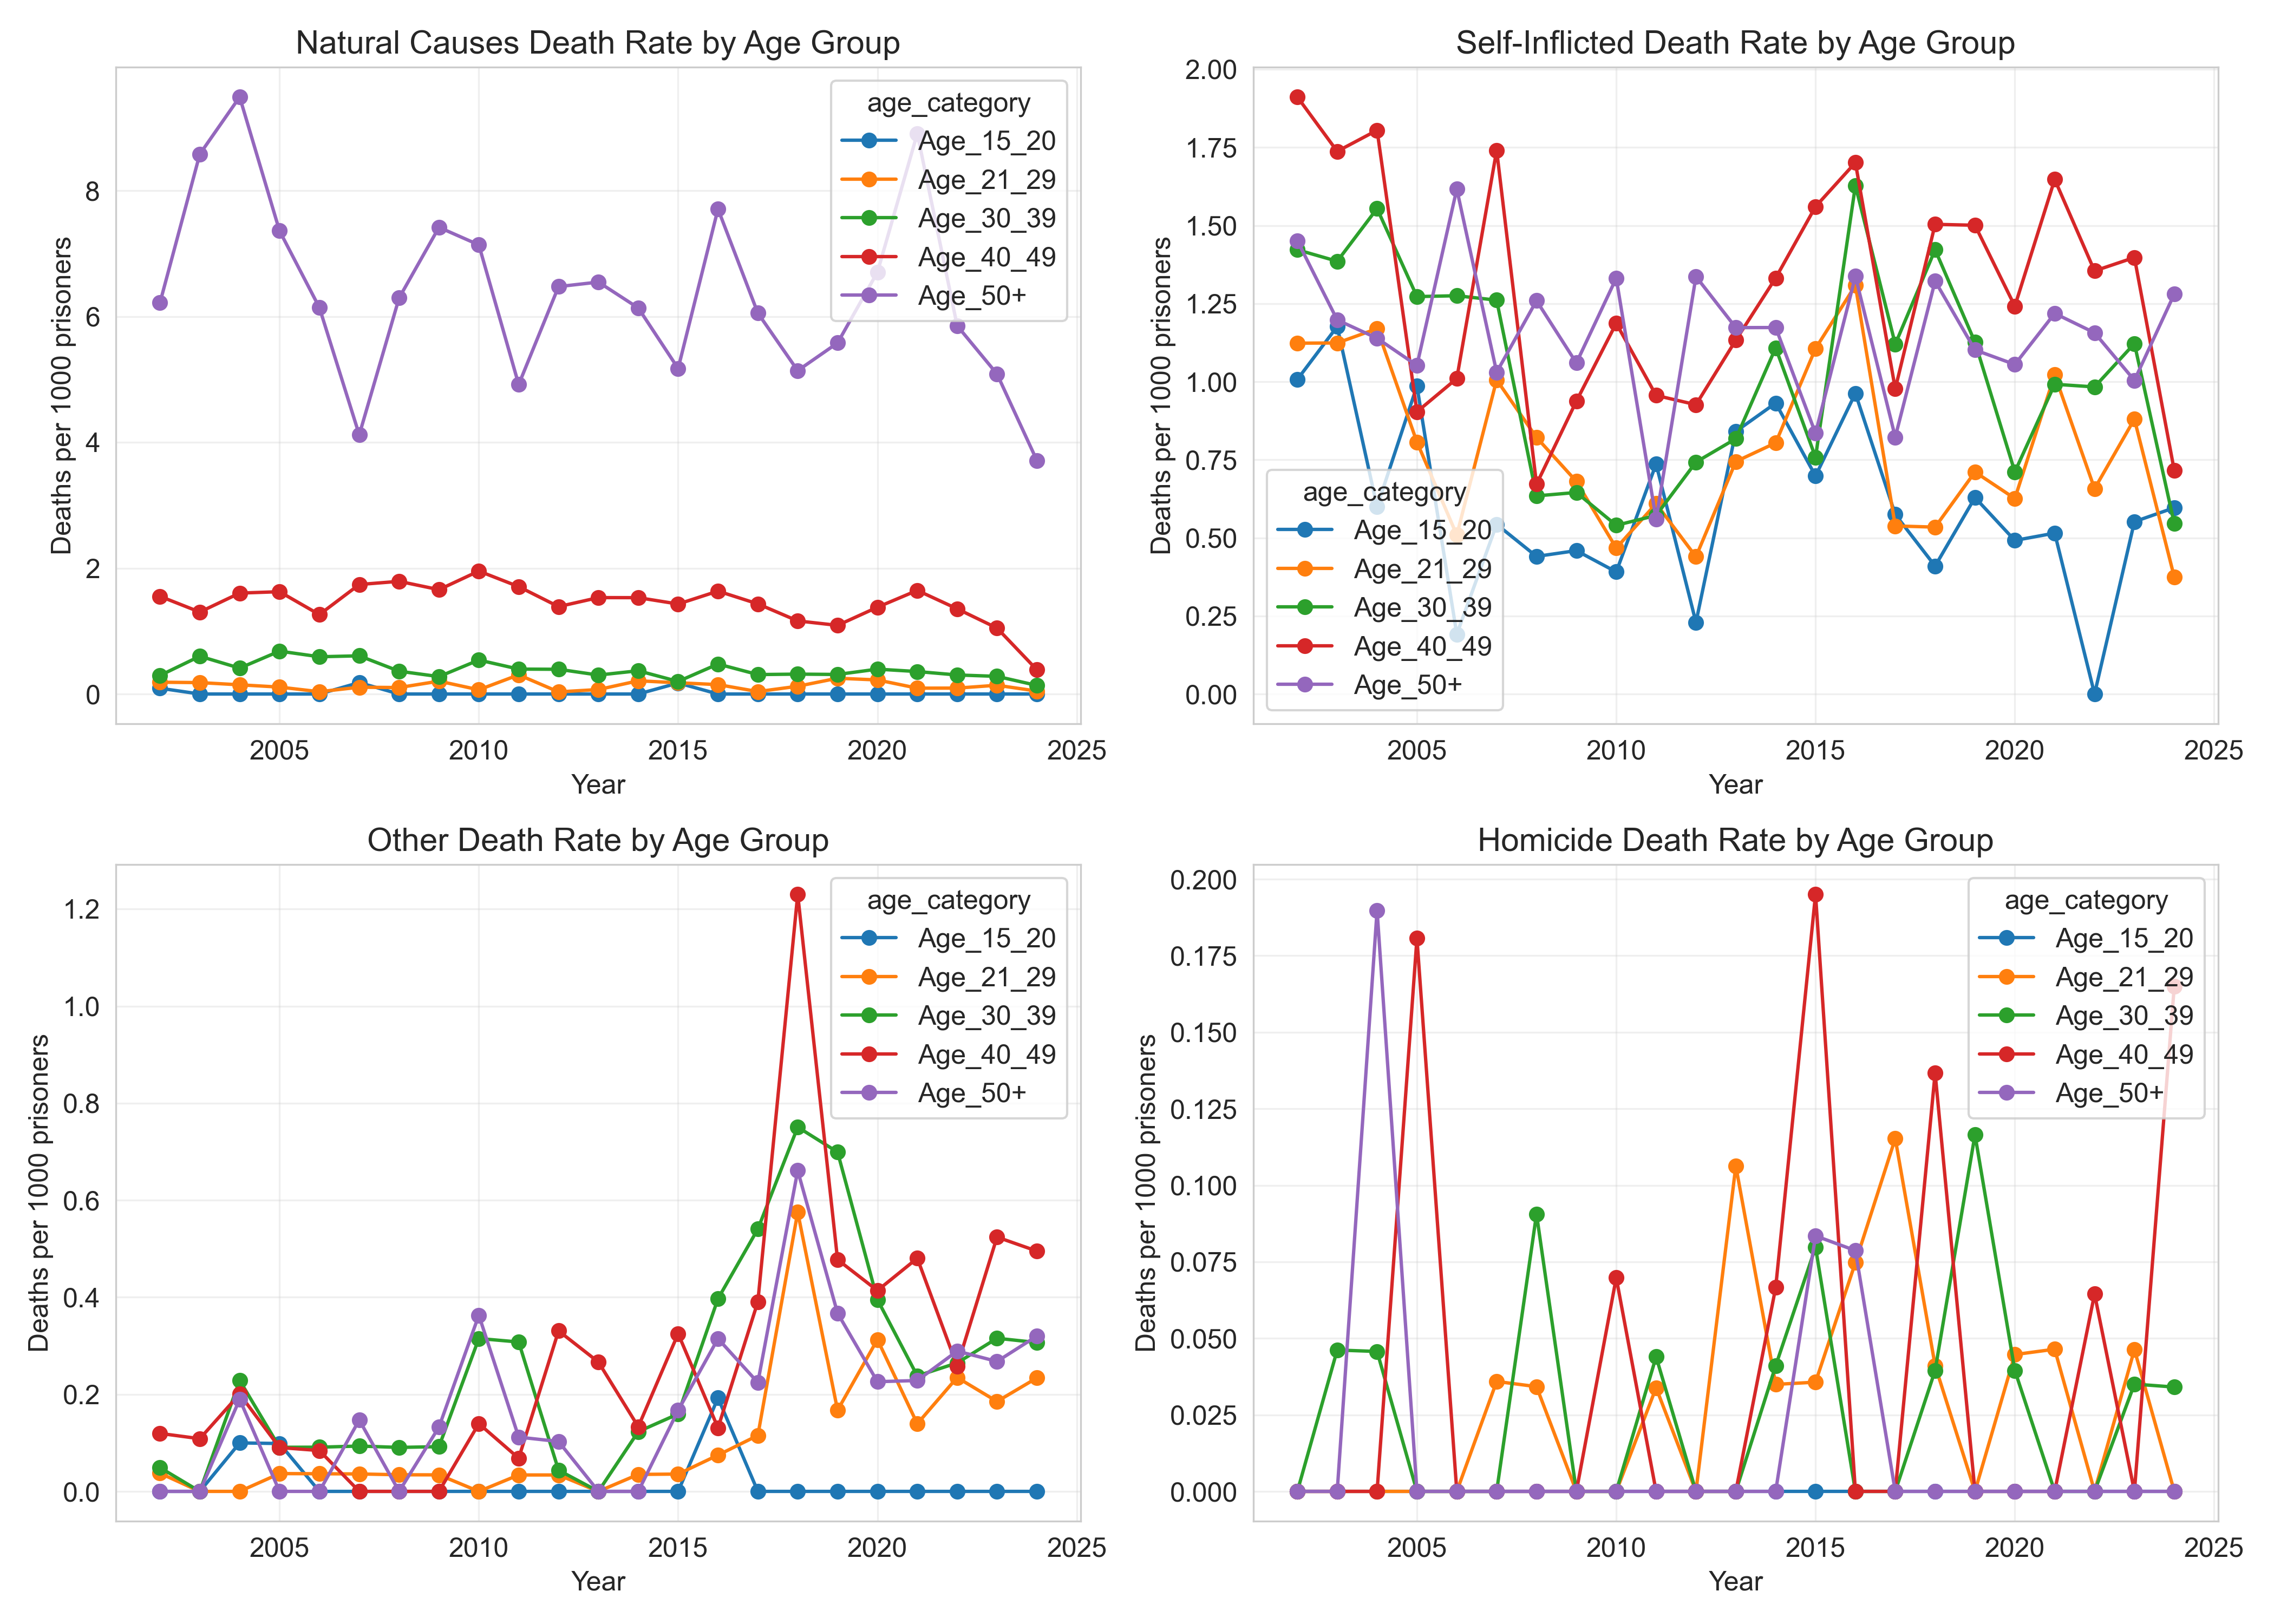 Natural Causes Death Rate by Age Group
Deaths per 1000 prisoners
8
6
4
2
0
2005 2010 2015 2020 2025
Year
age_category
Age_15_20
Age_21_29
Age_30_39
Age_40_49
Age_50+
Self-Inflicted Death Rate by Age Group
Deaths per 1000 prisoners
2.00
1.75
1.50
1.25
1.00
0.75
0.50
0.25
0.00
2005 2010 2015 2020 2025
Year
age_category
Age_15_20
Age_21_29
Age_30_39
Age_40_49
Age_50+
Other Death Rate by Age Group
Deaths per 1000 prisoners
1.2
1.0
0.8
0.6
0.4
0.2
0.0
2005 2010 2015 2020 2025
Year
age_category
Age_15_20
Age_21_29
Age_30_39
Age_40_49
Age_50+
Homicide Death Rate by Age Group
Deaths per 1000 prisoners
0.200
0.175
0.150
0.125
0.100
0.075
0.050
0.025
0.000
2005 2010 2015 2020 2025
Year
age_category
Age_15_20
Age_21_29
Age_30_39
Age_40_49
Age_50+